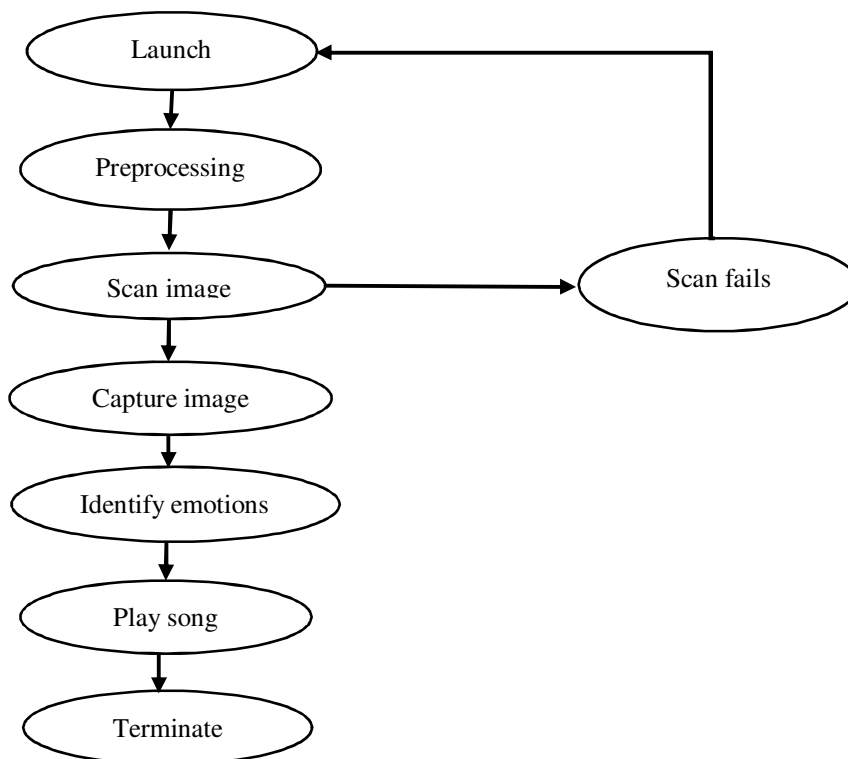 Launch
Preprocessing
Scan image
Scan fails
Capture image
Identify emotions
Play song
Terminate